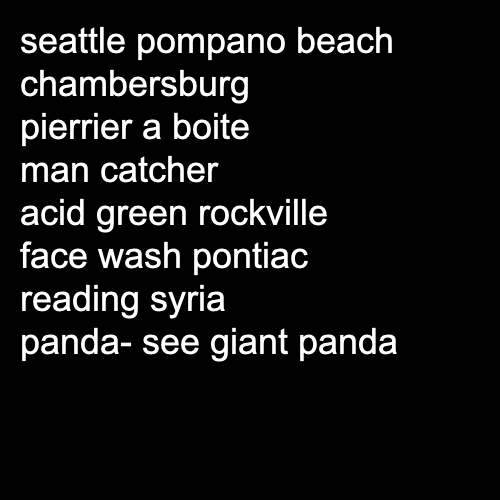 seattle pompano beach
chambersburg
pierrier a boite
man catcher
acid green rockville
face wash pontiac
reading syria
panda- see giant panda